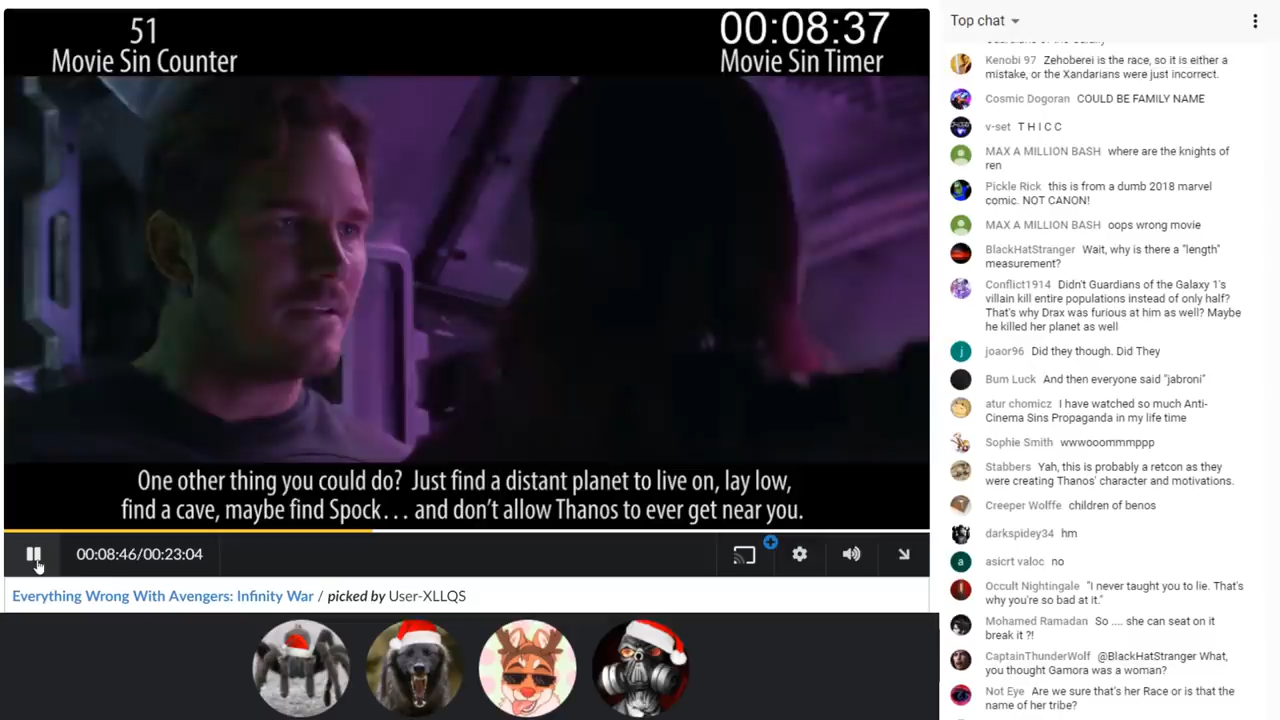 51
Movie Sin Counter
00:08:37
Movie Sin Timer
One other thing you could do? Just find a distant planet to live on, lay low,
find a cave, maybe find Spock... and don't allow Thanos to ever get near you.
00:08:46/00:23:04
Everything Wrong With Avengers: Infinity War / picked by User-XLLQS
Top chat
Kenobi 97 Zehoberei is the race, so it is either a
mistake, or the Xandarians were just incorrect.
Cosmic Dogoran COULD BE FAMILY NAME
v-set T H I C C
MAX A MILLION BASH where are the knights of
ren
Pickle Rick this is from a dumb 2018 marvel
comic. NOT CANON!
MAX A MILLION BASH oops wrong movie
BlackHatStranger Wait, why is there a "length"
measurement?
Conflict1914 Didn't Guardians of the Galaxy 1's
villain kill entire populations instead of only half?
That's why Drax was furious at him as well? Maybe
he killed her planet as well
j
joaor96 Did they though. Did They
Bum Luck And then everyone said "jabroni"
atur chomicz I have watched so much Anti-
Cinema Sins Propaganda in my life time
Sophie Smith wwwooommmppp
Stabbers Yah, this is probably a retcon as they
were creating Thanos' character and motivations.
Creeper Wolffe children of benos
darkspidey34 hm
a
asicrt valoc no
Occult Nightingale "I never taught you to lie. That's
why you're so bad at it."
Mohamed Ramadan So .... she can seat on it
break it ?!
CaptainThunderWolf @BlackHatStranger What,
you thought Gamora was a woman?
Not Eye Are we sure that's her Race or is that the
name of her tribe?